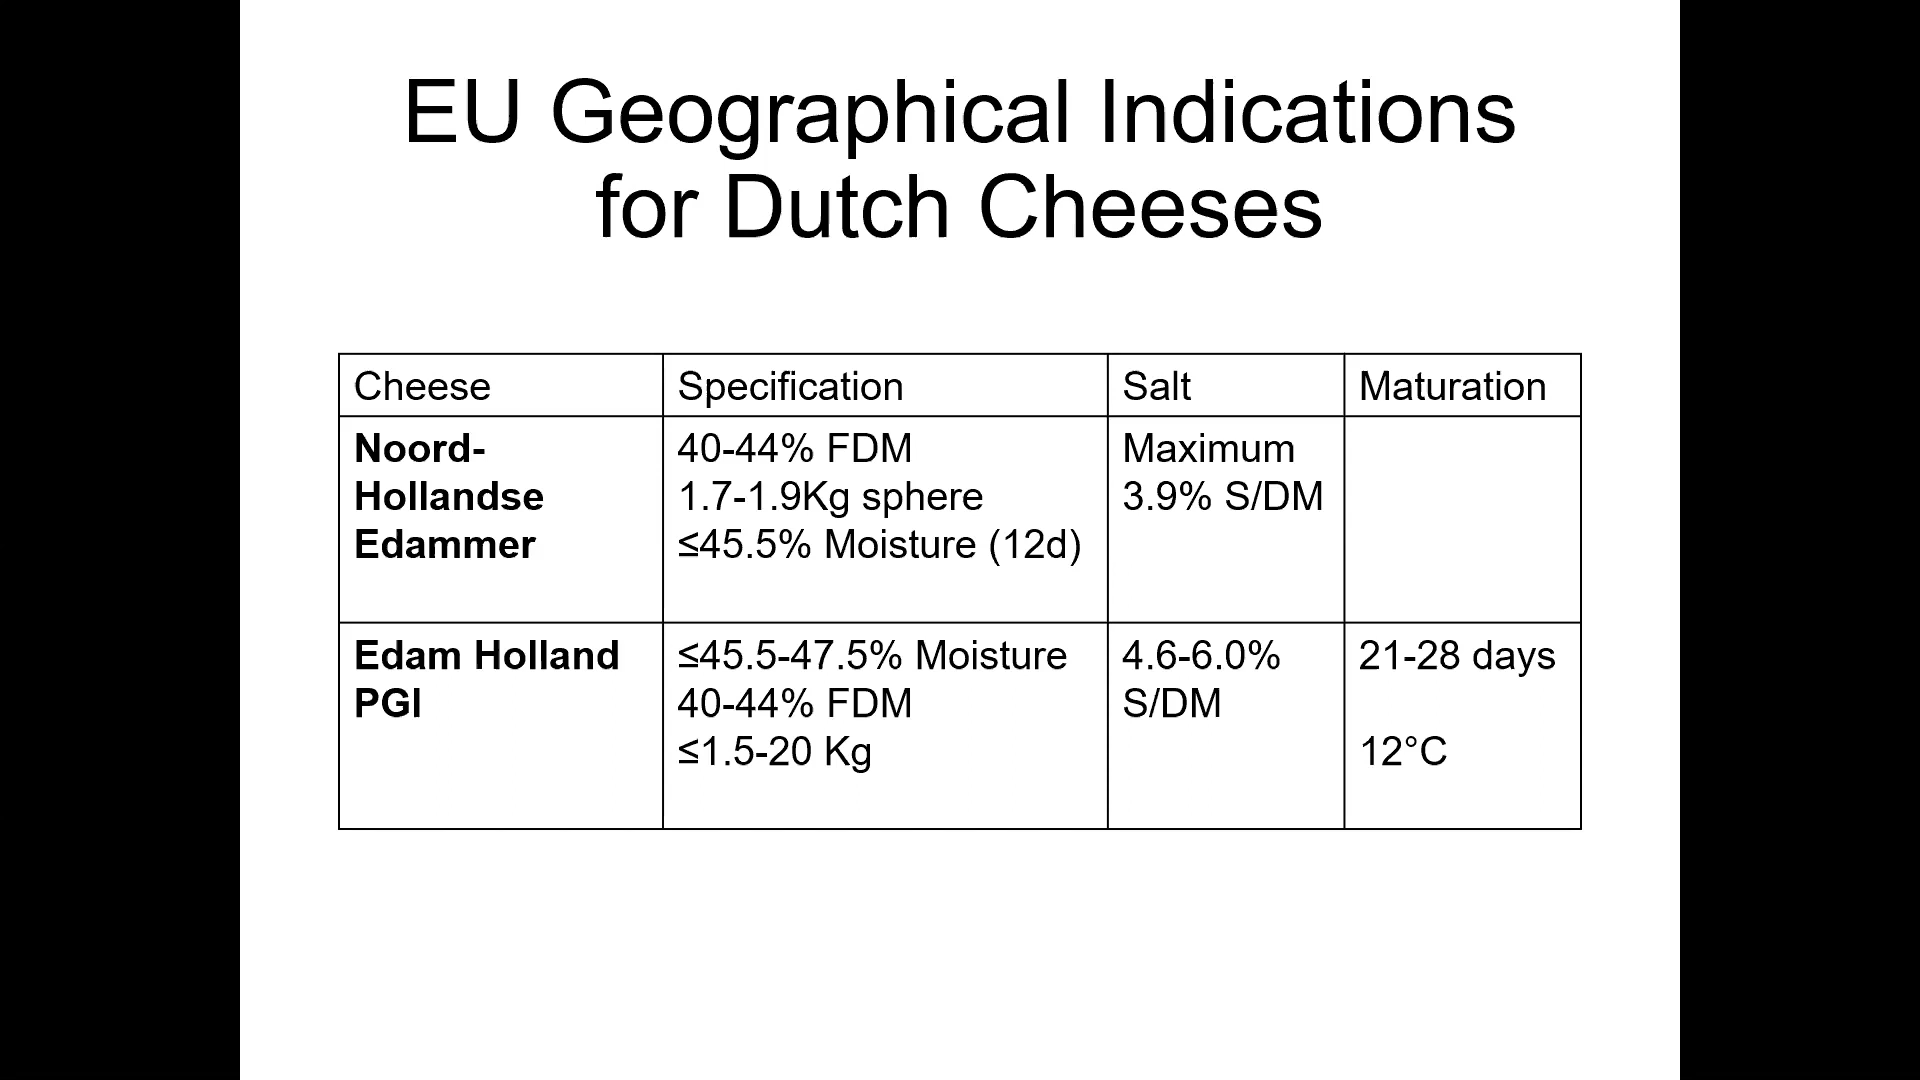 EU Geographical Indications
for Dutch Cheeses
Cheese Specification Salt Maturation
Noord-
Hollandse
Edammer
40-44% FDM
1.7-1.9Kg sphere
≤45.5% Moisture (12d)
Maximum
3.9% S/DM
Edam Holland
PGI
≤45.5-47.5% Moisture
40-44% FDM
≤1.5-20 Kg
4.6-6.0%
S/DM
21-28 days
12°C